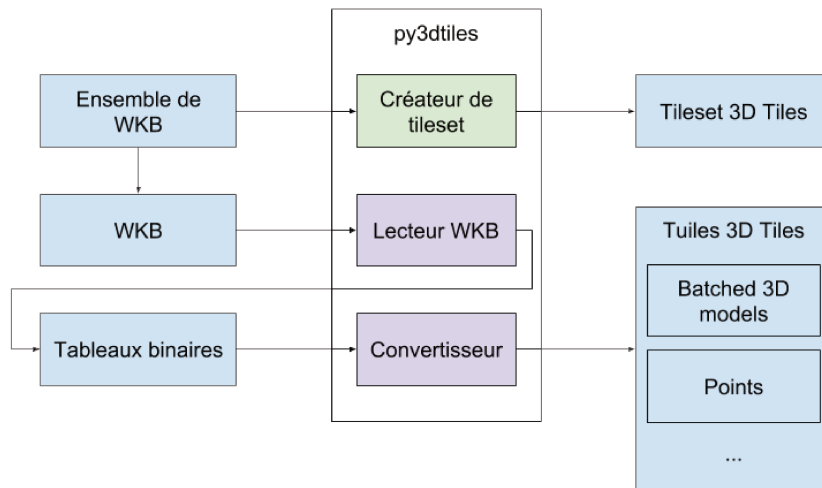 py3dtiles
Ensemble de
WKB
Créateur de
tileset
Tileset 3D Tiles
WKB
Lecteur WKB
Tuiles 3D Tiles
Batched 3D
models
Tableaux binaires
Convertisseur
Points
...